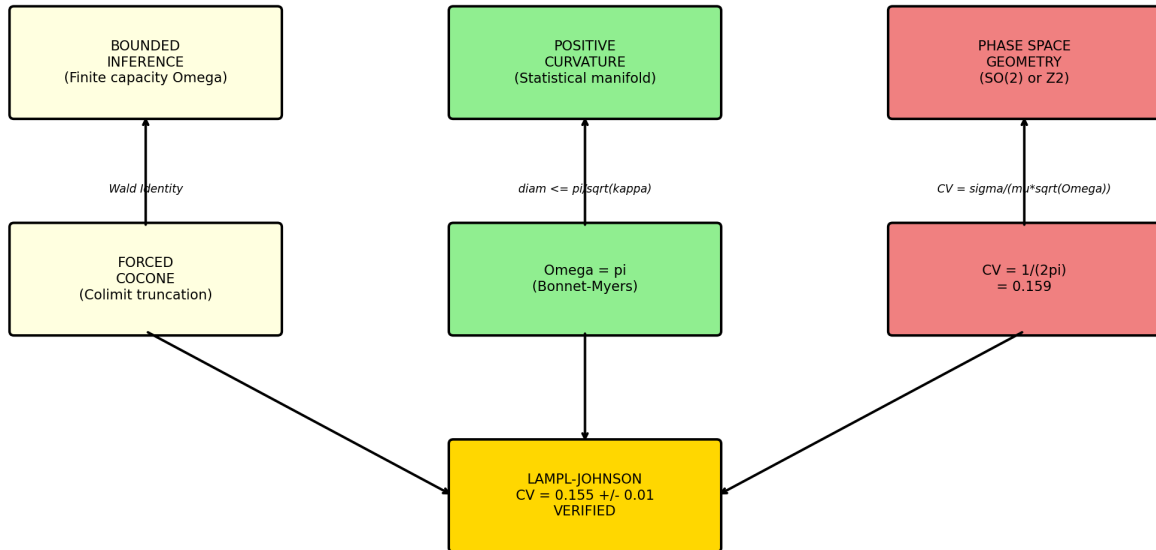 BOUNDED
INFERENCE
(Finite capacity Omega)
POSITIVE
CURVATURE
(Statistical manifold)
PHASE SPACE
GEOMETRY
(SO(2) or Z2)
Wald Identity
diam <= pi/sqrt(kappa)
CV = sigma/(mu*sqrt(Omega))
FORCED
COCONE
(Colimit truncation)
Omega = pi
(Bonnet-Myers)
CV = 1/(2pi)
= 0.159
LAMPL-JOHNSON
CV = 0.155 +/- 0.01
VERIFIED